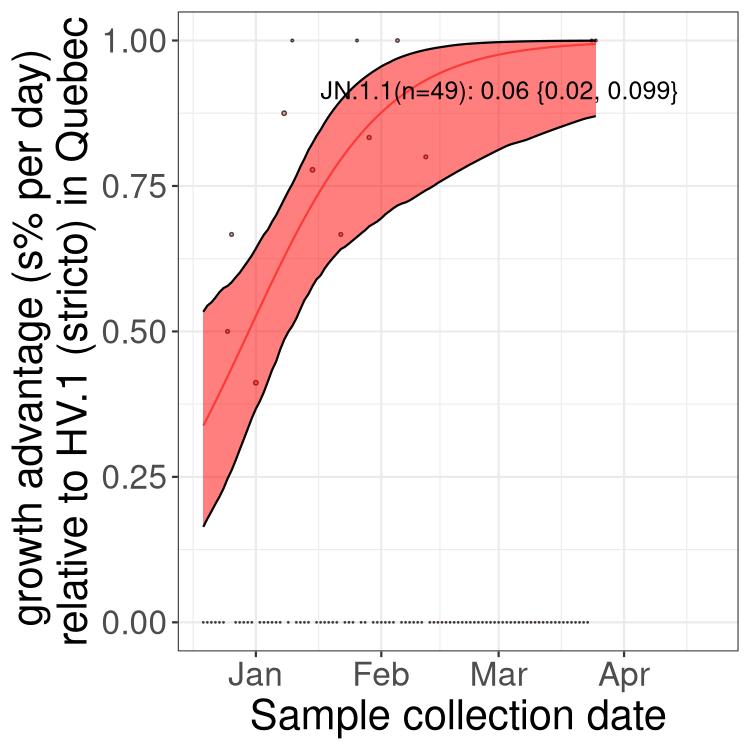 growth advantage (s% per day)
relative to HV.1 (stricto) in Quebec
1.00
0.75
0.50
0.25
0.00
JN.1.1(n=49): 0.06 {0.02, 0.099}
Jan
Feb
Mar
Apr
Sample collection date